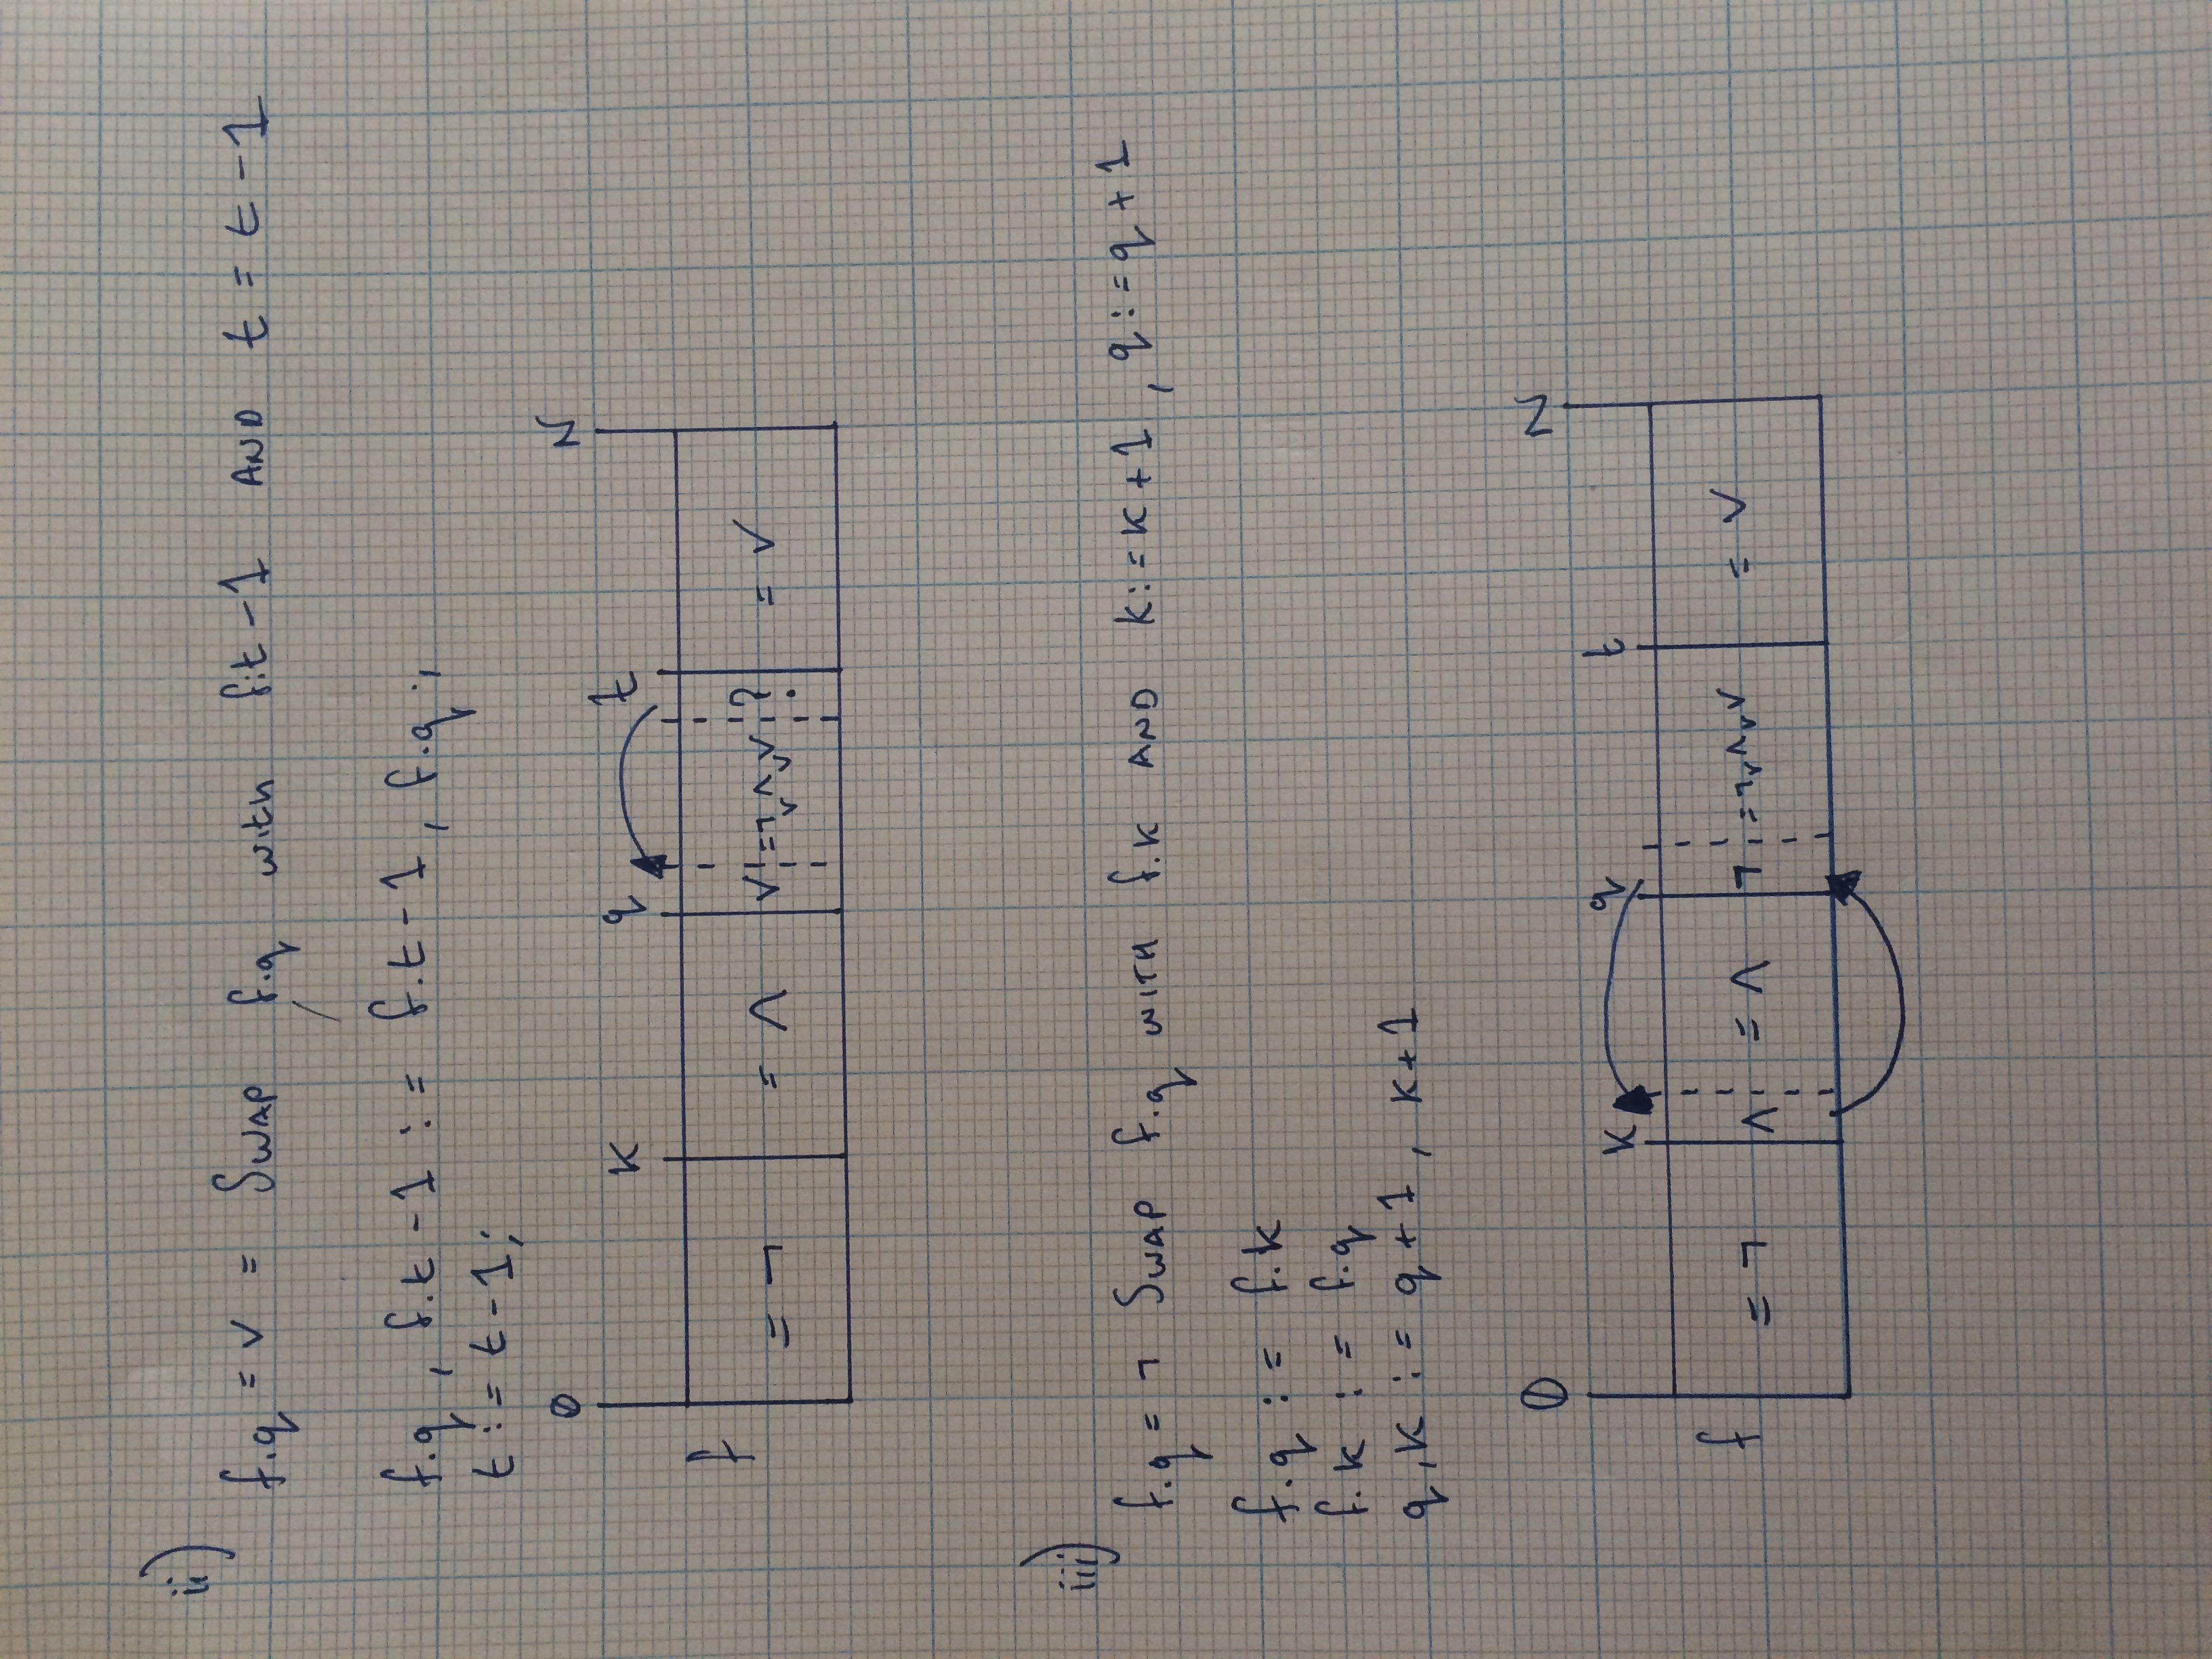 ii)
f.q = ∨ = Swap f.q with f.t-1 AND t = t-1
f.q , f.t-1 := f.t-1 , f.q ;
t := t-1;
0 N
k q t
f
= ¬ = ∧ ∨ =¬∨∧∨∨ ? = ∨
iii)
f.q = ¬ Swap f.q with f.k AND k:=k+1 , q:=q+1
f.q := f.k
f.k := f.q
q,k := q+1, k+1
0 N
k q t
f
= ¬ ∧ = ∧ ¬ =¬∨∧∨∨ = ∨